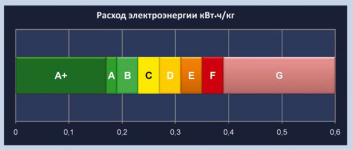 Расход электроэнергии кВт·ч/кг
A+ A B C D E F G
0 0,1 0,2 0,3 0,4 0,5 0,6